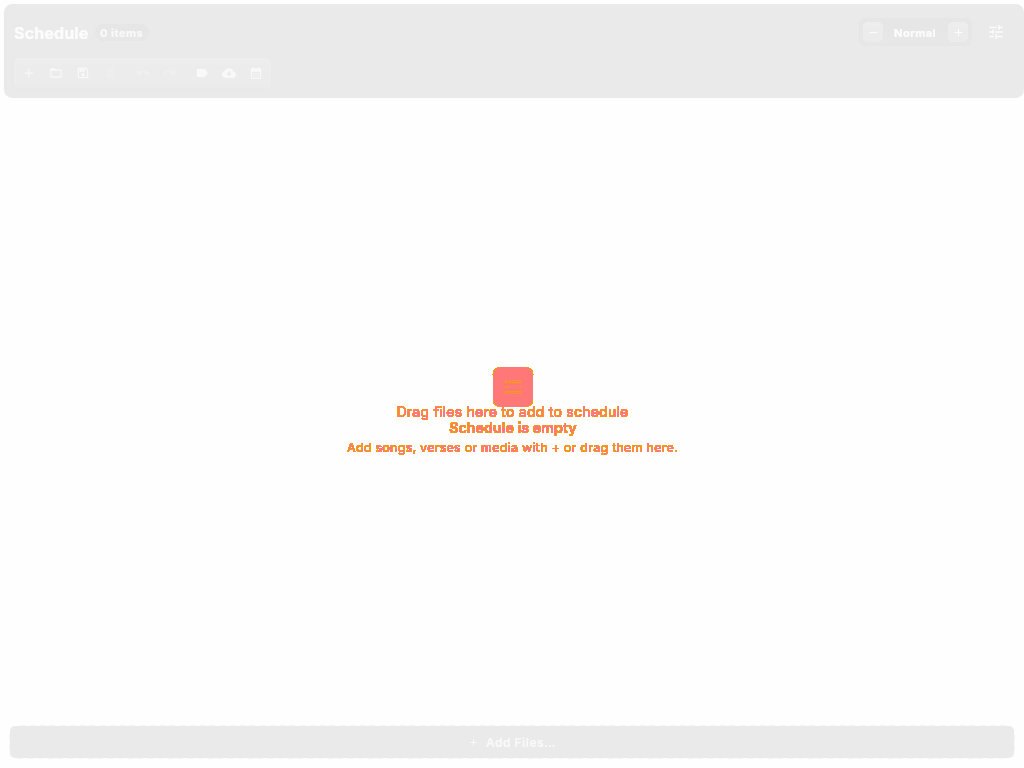 Schedule 0 items
Normal
Drag files here to add to schedule
Schedule is empty
Add songs, verses or media with + or drag them here.
+ Add Files...